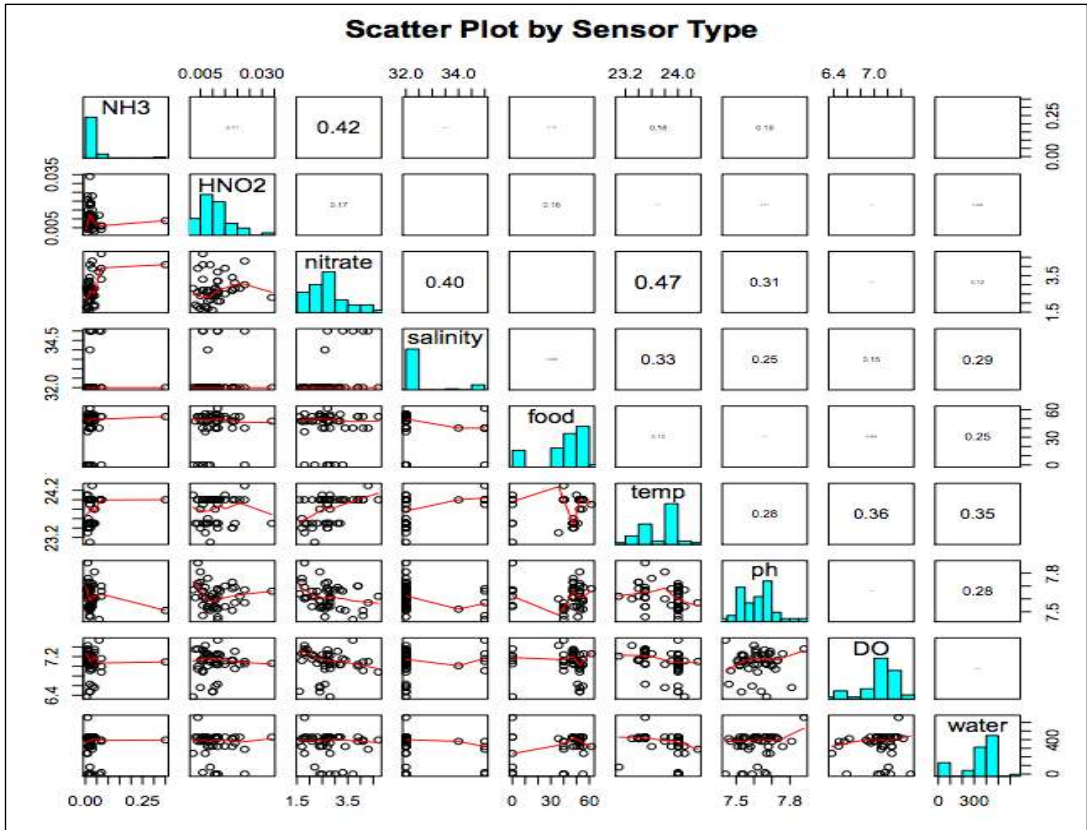 Scatter Plot by Sensor Type
0.005 0.030 32.0 34.0 23.2 24.0 6.4 7.0
NH3 0.42 0.18 0.18 0.00 0.25
0.005 0.035 HNO2 0.17 0.16
nitrate 0.40 0.47 0.31 0.12 1.5 3.5
32.0 34.5 salinity 0.33 0.25 0.15 0.29
food 0.12 0.25 0 30 60
23.2 24.2 temp 0.28 0.36 0.35
ph 0.28 7.5 7.8
6.4 7.2 DO
water 0 400
0.00 0.25 1.5 3.5 0 30 60 7.5 7.8 0 300